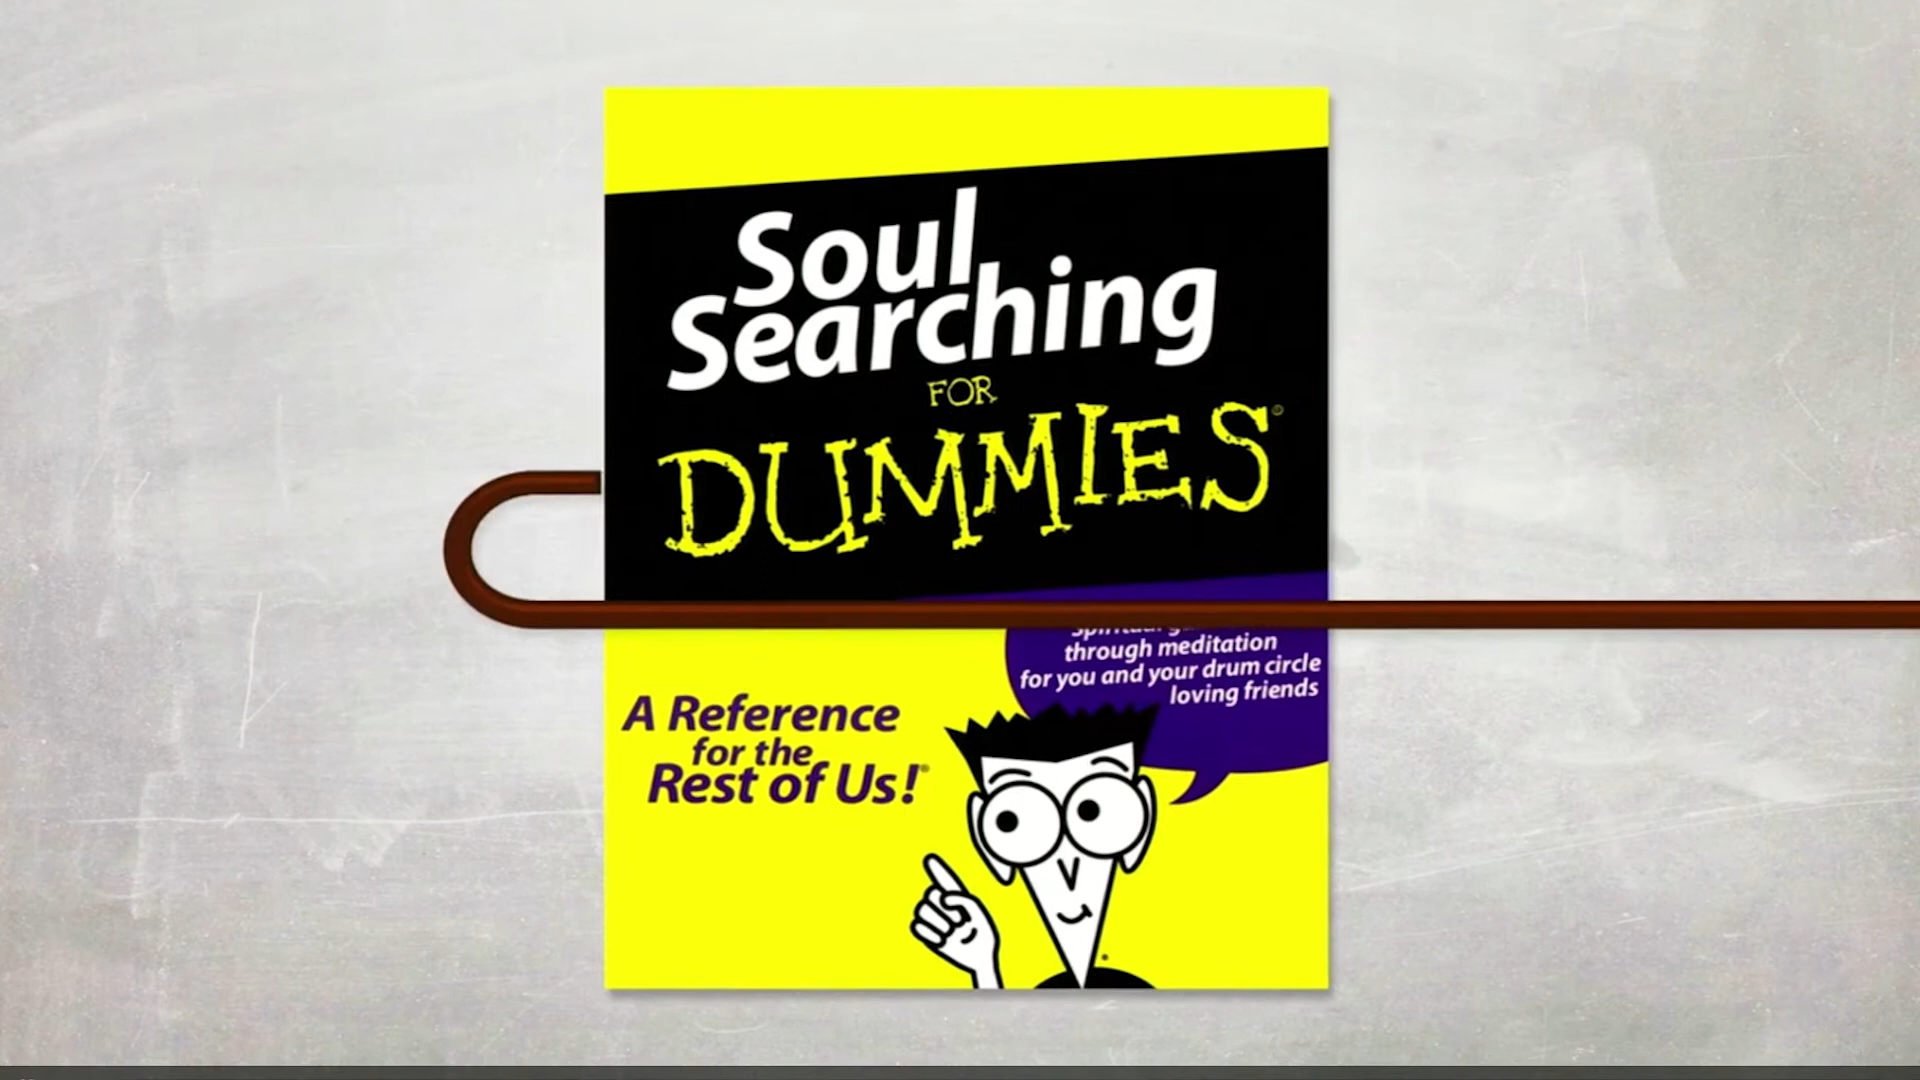 Soul
Searching
FOR
DUMMIES®
through meditation
for you and your drum circle
loving friends
A Reference
for the
Rest of Us!®